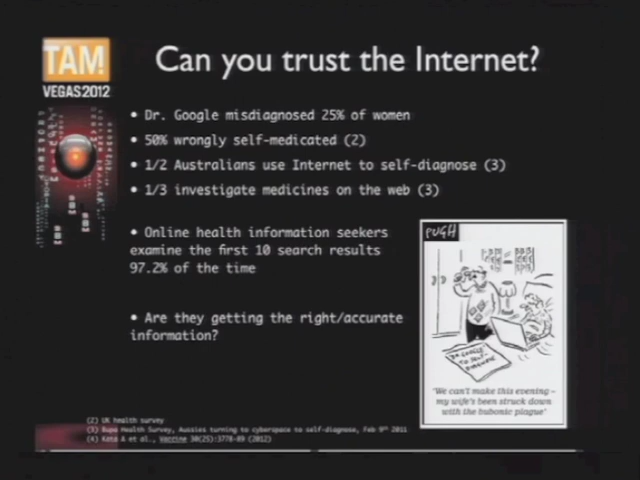 TAM
VEGAS2012
Can you trust the Internet?
• Dr. Google misdiagnosed 25% of women
• 50% wrongly self-medicated (2)
• 1/2 Australians use Internet to self-diagnose (3)
• 1/3 investigate medicines on the web (3)
• Online health information seekers
examine the first 10 search results
97.2% of the time
• Are they getting the right/accurate
information?
PUGH
DR GOOGLE
TO SELF-
DIAGNOSE
'We can't make this evening –
my wife's been struck down
with the bubonic plague'
(2) UK health survey
(3) Bupa Health Survey, Aussies turning to cyberspace to self-diagnose, Feb 9th 2011
(4) Kata A et al., Vaccine 30(25):3778-89 (2012)